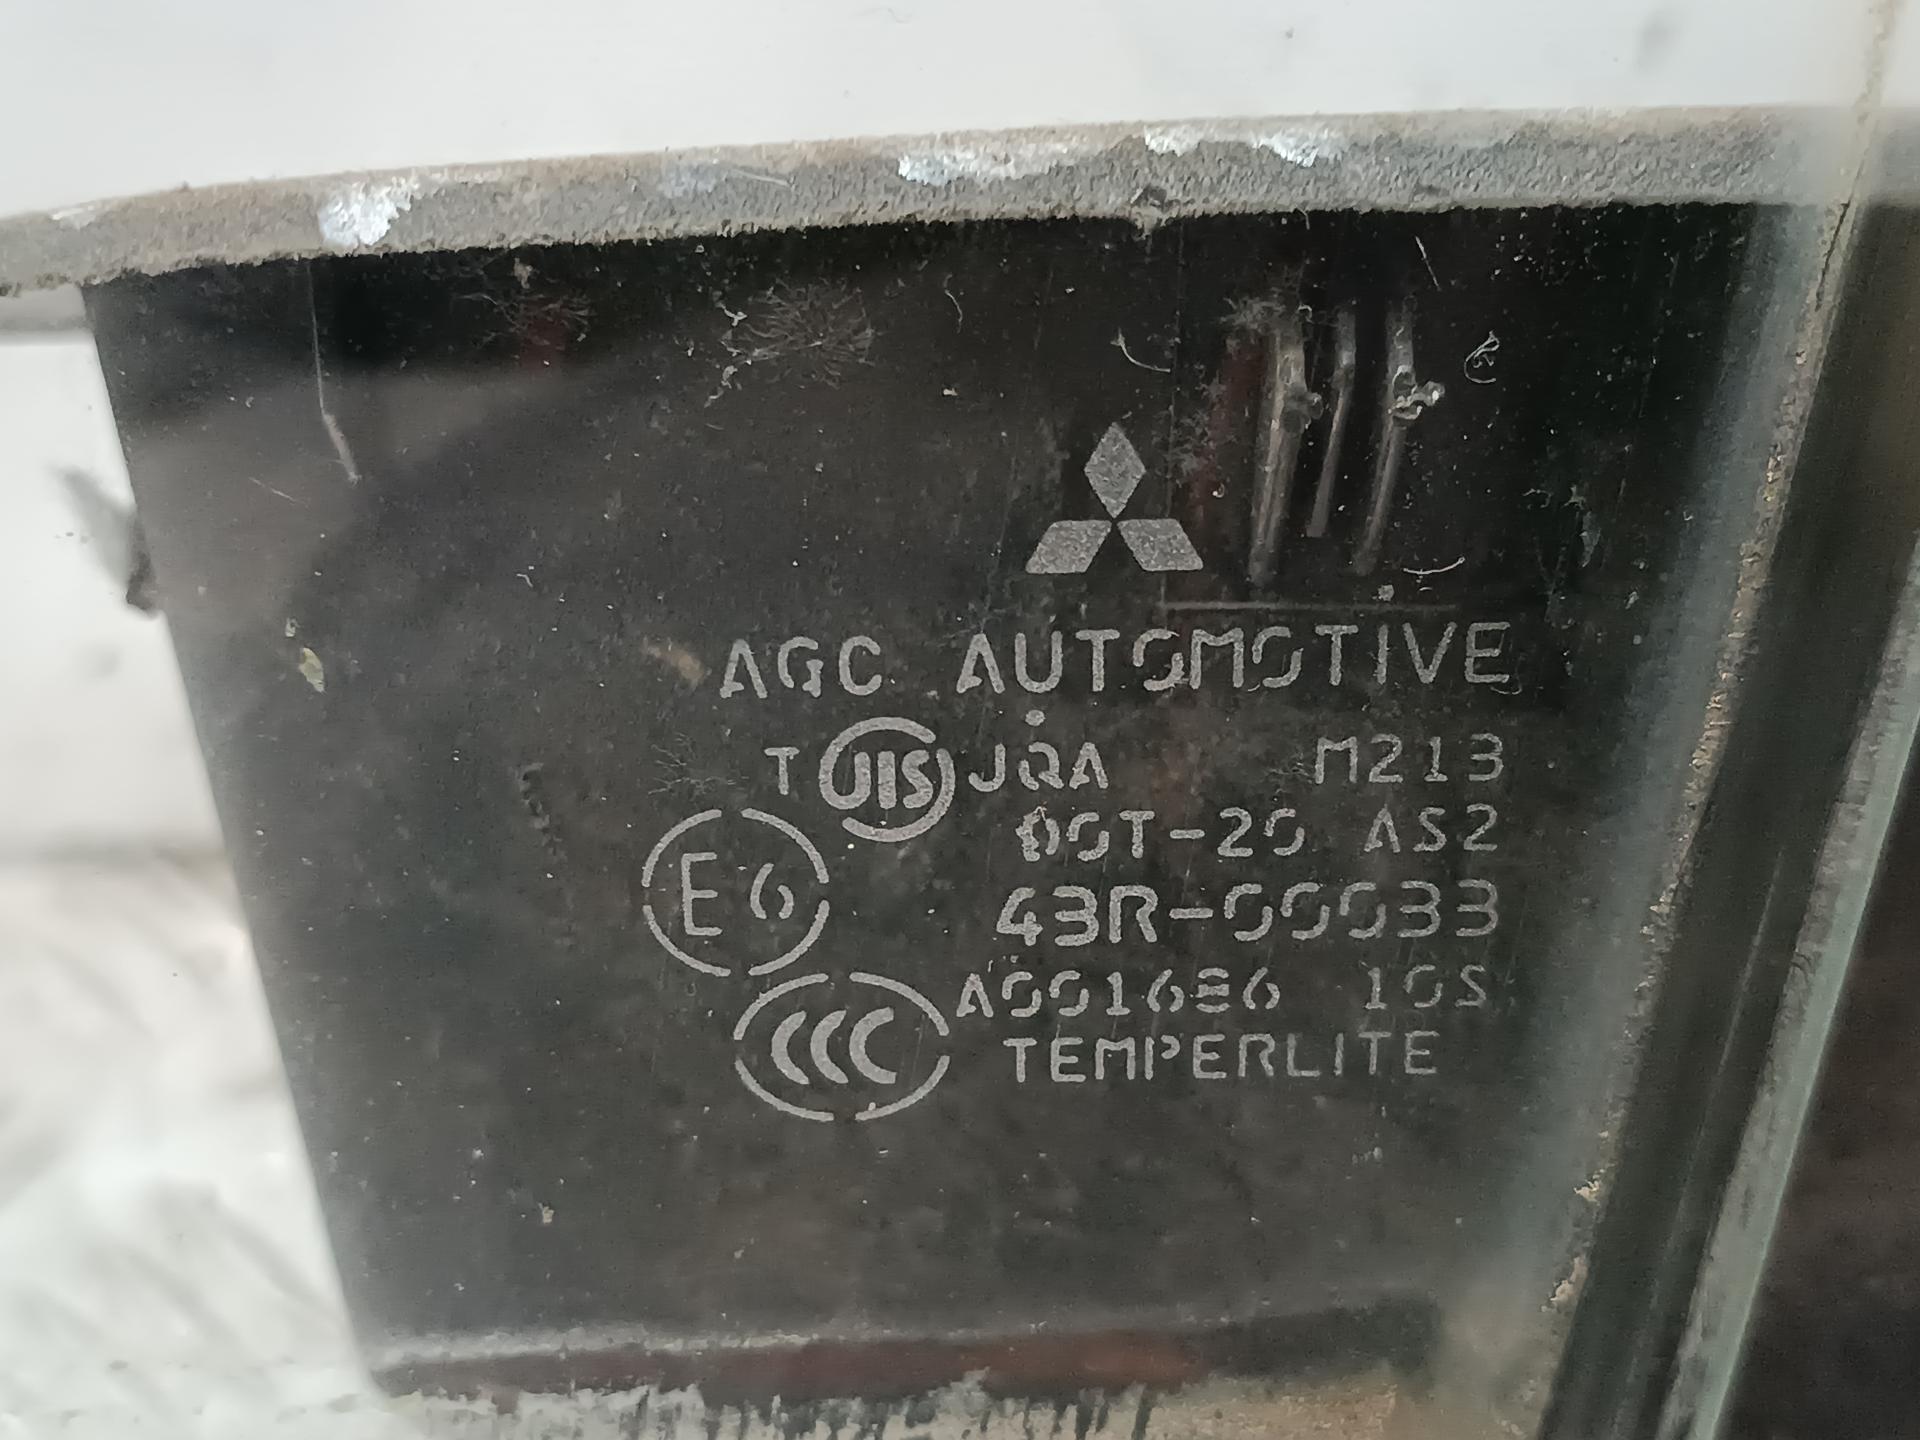 AGC AUTOMOTIVE
T JIS JQA M213
DOT-20 AS2
E6 43R-00033
A001686 10S
CCC TEMPERLITE